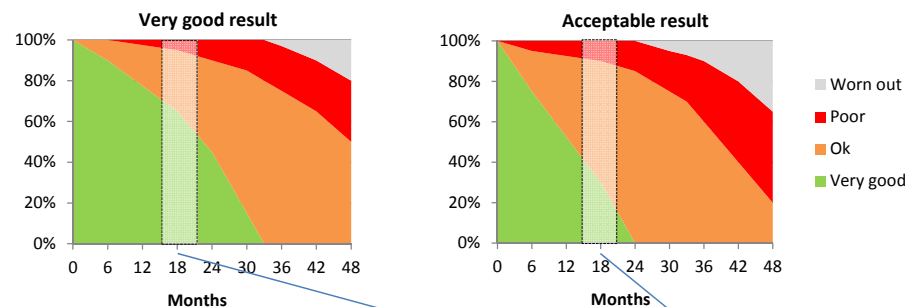 Very good result
100%
80%
60%
40%
20%
0%
0 6 12 18 24 30 36 42 48
Months
Acceptable result
100%
80%
60%
40%
20%
0%
0 6 12 18 24 30 36 42 48
Months
Worn out
Poor
Ok
Very good